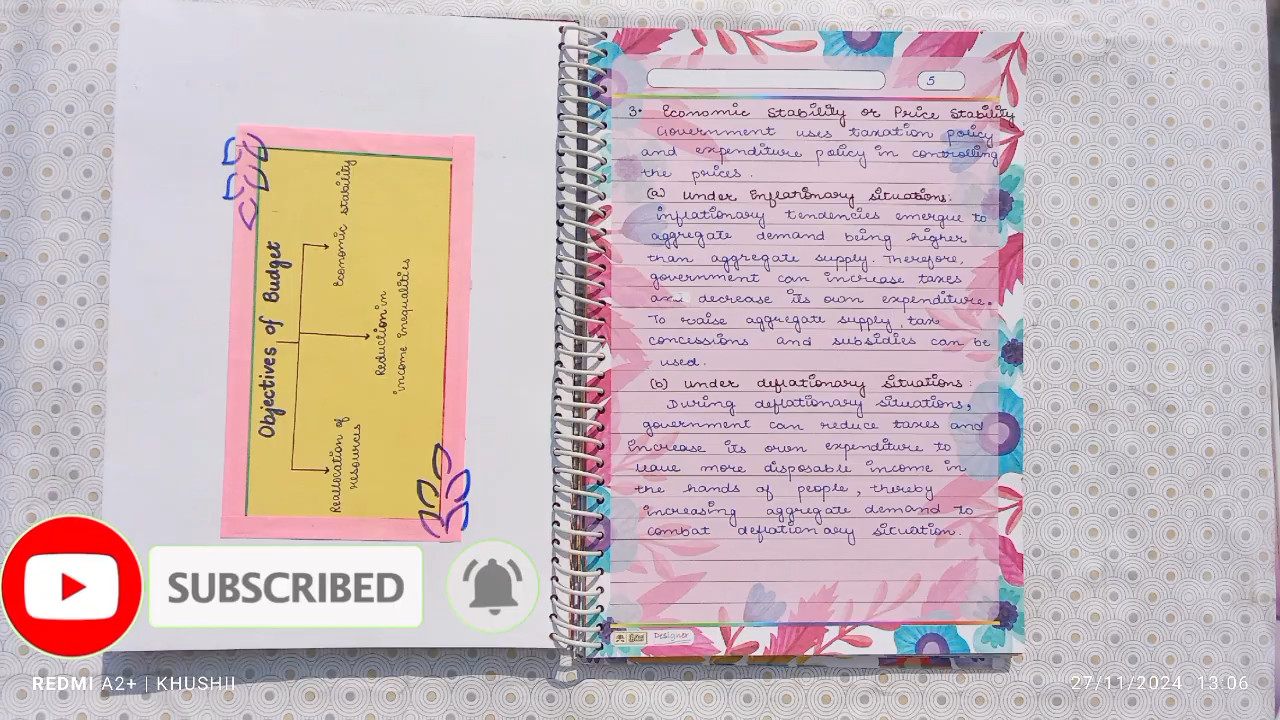 Objectives of Budget
Reallocation of
resources
Reduction in
income inequalities
Economic stability
5
3. Economic Stability or Price Stability
Government uses taxation policy
and expenditure policy in controlling
the prices.
(a) Under Inflationary situations:
inflationary tendencies emergue to
aggregate demand being higher
than aggregate supply. Therefore,
government can increase taxes
and decrease its own expenditure.
To raise aggregate supply, tax
concessions and subsidies can be
used.
(b) Under deflationary situations:
During deflationary situations,
government can reduce taxes and
increase its own expenditure to
leave more disposable income in
the hands of people, thereby
increasing aggregate demand to
combat deflationary situation.
Designer
SUBSCRIBED
REDMI A2+ | KHUSHII
27/11/2024 13:06